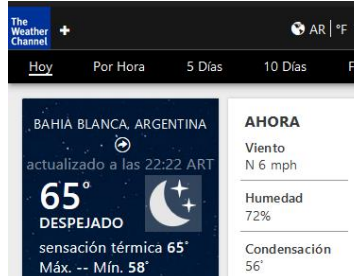 The
Weather
Channel
AR | °F
Hoy Por Hora 5 Días 10 Días
BAHIA BLANCA, ARGENTINA
actualizado a las 22:22 ART
65°
DESPEJADO
sensación térmica 65°
Máx. -- Mín. 58°
AHORA
Viento
N 6 mph
Humedad
72%
Condensación
56°